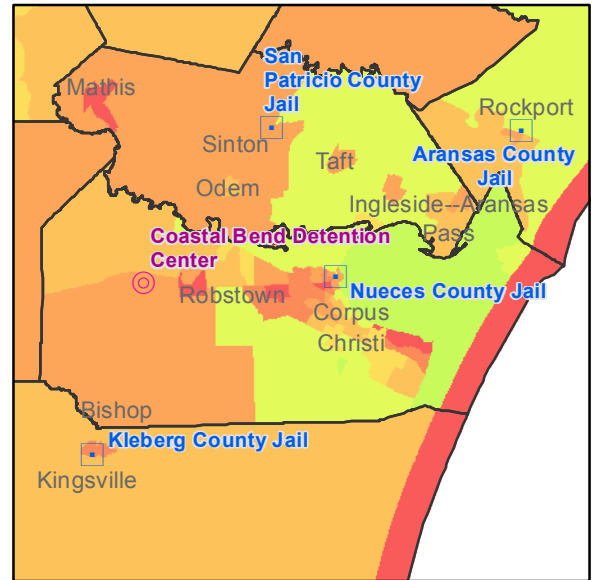 San
Patricio County
Jail
Mathis
Rockport
Sinton
Taft
Aransas County
Jail
Odem
Ingleside--Aransas
Pass
Coastal Bend Detention
Center
Robstown
Nueces County Jail
Corpus
Christi
Bishop
Kleberg County Jail
Kingsville